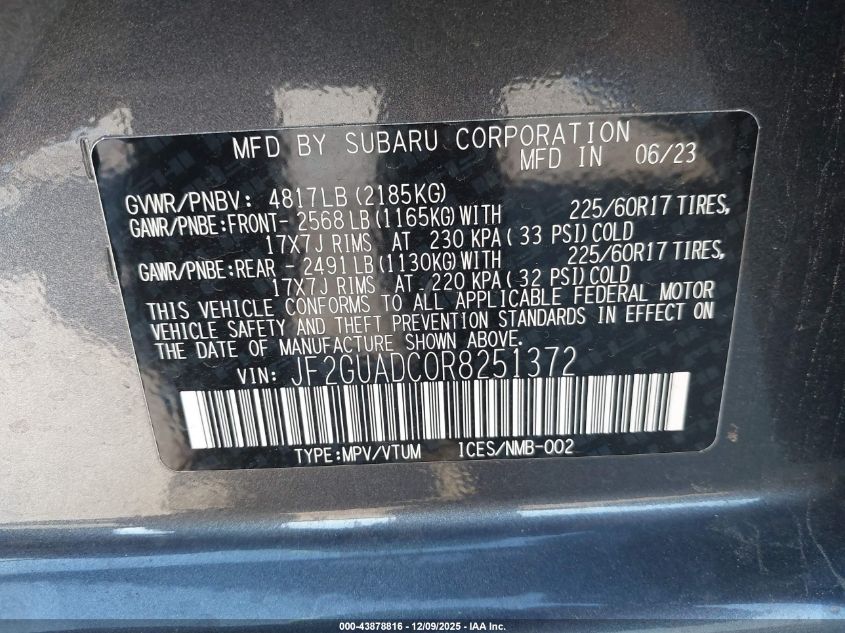 MFD BY SUBARU CORPORATION
MFD IN 06/23
GVWR/PNBV: 4817LB (2185KG)
GAWR/PNBE:FRONT- 2568 LB (1165KG) WITH 225/60R17 TIRES,
17X7J RIMS AT 230 KPA ( 33 PSI) COLD
GAWR/PNBE:REAR - 2491 LB (1130KG) WITH 225/60R17 TIRES,
17X7J RIMS AT 220 KPA ( 32 PSI) COLD
THIS VEHICLE CONFORMS TO ALL APPLICABLE FEDERAL MOTOR
VEHICLE SAFETY AND THEFT PREVENTION STANDARDS IN EFFECT ON
THE DATE OF MANUFACTURE SHOWN ABOVE.
VIN: JF2GUADC0R8251372
TYPE:MPV/VTUM ICES/NMB-002
000-43878816 - 12/09/2025 - IAA Inc.